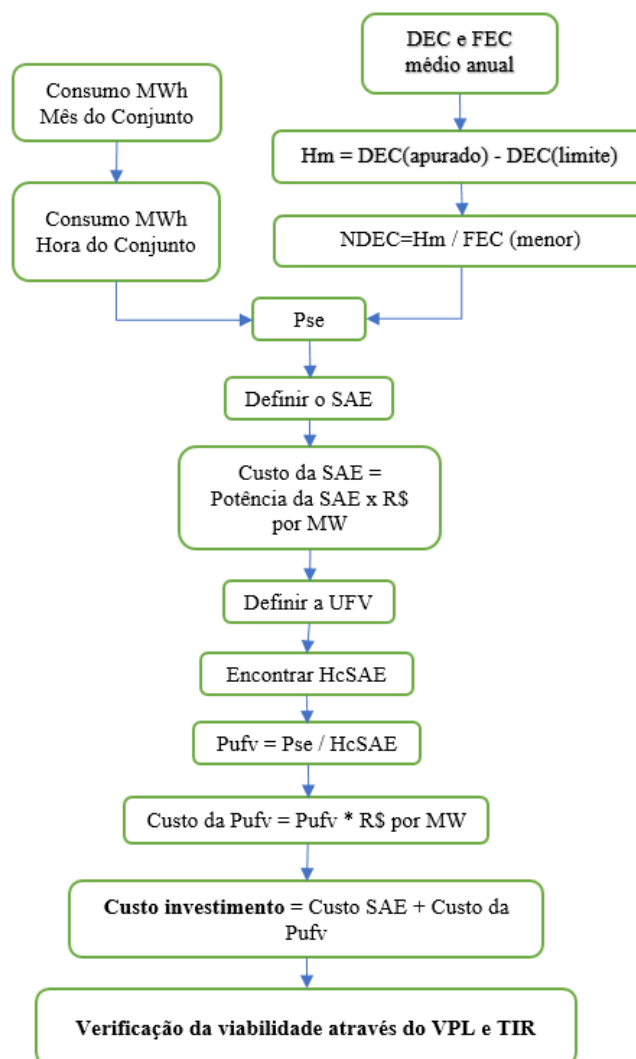 DEC e FEC
médio anual
Consumo MWh
Mês do Conjunto
Hm = DEC(apurado) - DEC(limite)
Consumo MWh
Hora do Conjunto
NDEC=Hm / FEC (menor)
Pse
Definir o SAE
Custo da SAE =
Potência da SAE x R$
por MW
Definir a UFV
Encontrar HcSAE
Pufv = Pse / HcSAE
Custo da Pufv = Pufv * R$ por MW
Custo investimento = Custo SAE + Custo da
Pufv
Verificação da viabilidade através do VPL e TIR